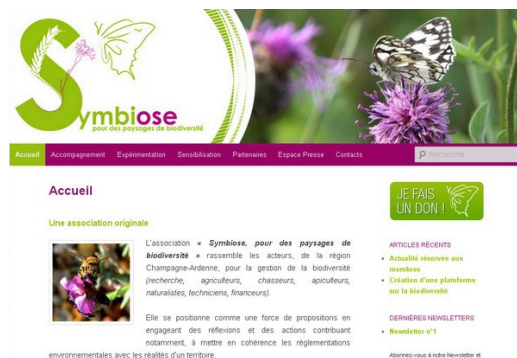 Symbiose
pour des paysages de biodiversité
Accueil Accompagnement Expérimentation Sensibilisation Partenaires Espace Presse Contacts Recherche
Accueil
Une association originale
L'association « Symbiose, pour des paysages de
biodiversité » rassemble les acteurs, de la région
Champagne-Ardenne, pour la gestion de la biodiversité
(recherche, agriculteurs, chasseurs, apiculteurs,
naturalistes, techniciens, financeurs).
Elle se positionne comme une force de propositions en
engageant des réflexions et des actions contribuant
notamment, à mettre en cohérence les règlementations
environnementales avec les réalités d'un territoire.
JE FAIS
UN DON !
ARTICLES RÉCENTS
Actualité réservée aux
membres
Création d'une plateforme
sur la biodiversité
DERNIÈRES NEWSLETTERS
Newsletter n°1
Abonnez-vous à notre Newsletter et